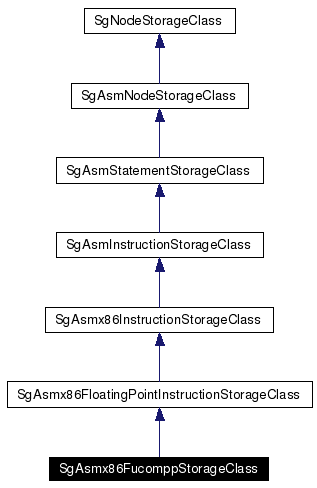 SgNodeStorageClass
SgAsmNodeStorageClass
SgAsmStatementStorageClass
SgAsmInstructionStorageClass
SgAsmx86InstructionStorageClass
SgAsmx86FloatingPointInstructionStorageClass
SgAsmx86FucomppStorageClass